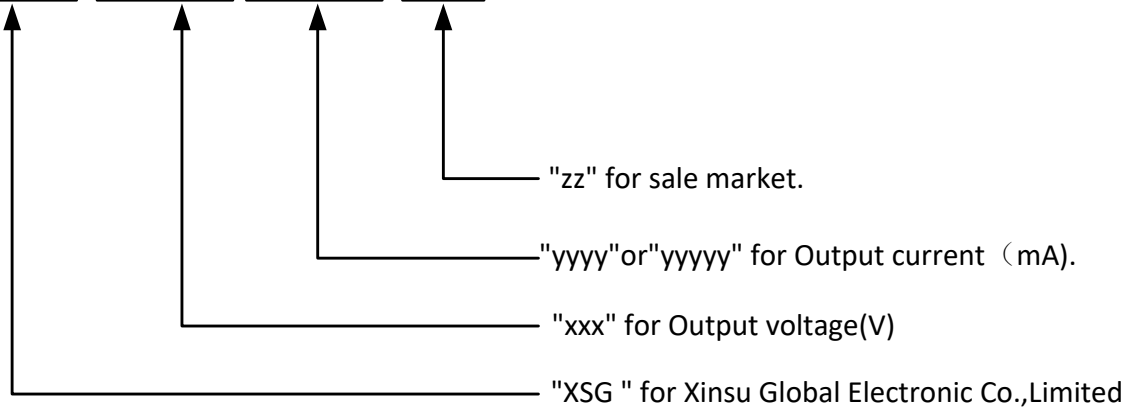 "zz" for sale market.
"yyyy"or"yyyyy" for Output current（mA).
"xxx" for Output voltage(V)
"XSG " for Xinsu Global Electronic Co.,Limited